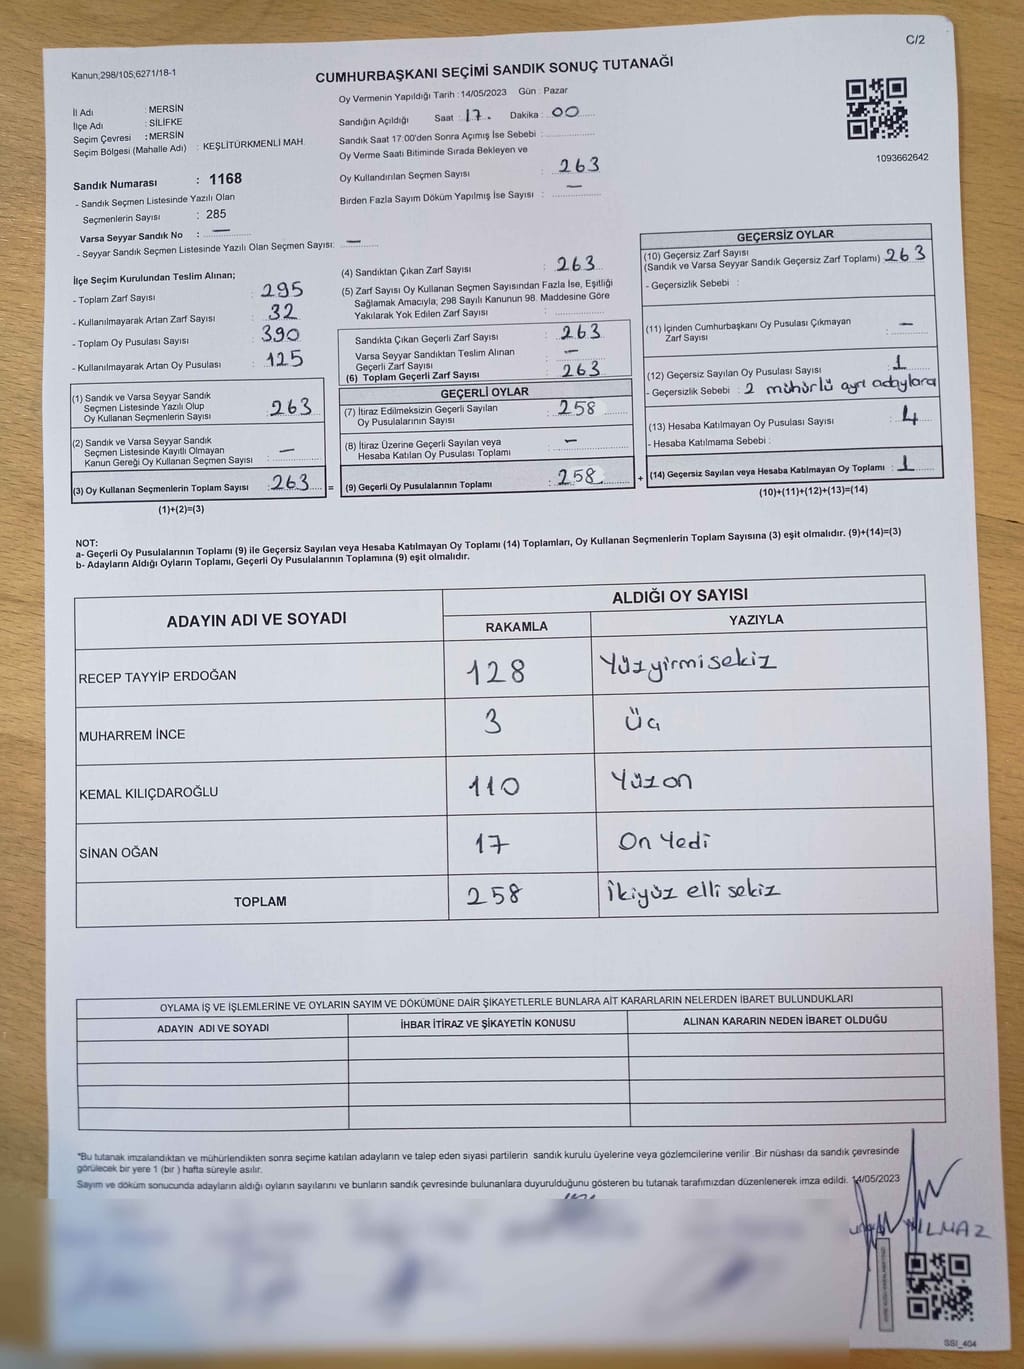 C/2
Kanun;298/105;6271/18-1
CUMHURBAŞKANI SEÇİMİ SANDIK SONUÇ TUTANAĞI
İl Adı : MERSİN
İlçe Adı : SİLİFKE
Seçim Çevresi : MERSİN
Seçim Bölgesi (Mahalle Adı) : KEŞLİTÜRKMENLİ MAH.
Sandık Numarası : 1168
- Sandık Seçmen Listesinde Yazılı Olan
Seçmenlerin Sayısı : 285
Varsa Seyyar Sandık No : —
- Seyyar Sandık Seçmen Listesinde Yazılı Olan Seçmen Sayısı: —
Oy Vermenin Yapıldığı Tarih : 14/05/2023 Gün : Pazar
Sandığın Açıldığı Saat : 17. Dakika : 00
Sandık Saat 17:00'den Sonra Açımış İse Sebebi :
Oy Verme Saati Bitiminde Sırada Bekleyen ve
Oy Kullandırılan Seçmen Sayısı : 263
Birden Fazla Sayım Döküm Yapılmış İse Sayısı : —
1093662642
İlçe Seçim Kurulundan Teslim Alınan;
- Toplam Zarf Sayısı : 295
- Kullanılmayarak Artan Zarf Sayısı : 32
- Toplam Oy Pusulası Sayısı : 390
- Kullanılmayarak Artan Oy Pusulası : 125
(1) Sandık ve Varsa Seyyar Sandık
Seçmen Listesinde Yazılı Olup
Oy Kullanan Seçmenlerin Sayısı : 263
(2) Sandık ve Varsa Seyyar Sandık
Seçmen Listesinde Kayıtlı Olmayan
Kanun Gereği Oy Kullanan Seçmen Sayısı : —
(3) Oy Kullanan Seçmenlerin Toplam Sayısı : 263 =
(1)+(2)=(3)
(4) Sandıktan Çıkan Zarf Sayısı : 263
(5) Zarf Sayısı Oy Kullanan Seçmen Sayısından Fazla İse, Eşitliği
Sağlamak Amacıyla; 298 Sayılı Kanunun 98. Maddesine Göre
Yakılarak Yok Edilen Zarf Sayısı :
Sandıkta Çıkan Geçerli Zarf Sayısı : 263
Varsa Seyyar Sandıktan Teslim Alınan
Geçerli Zarf Sayısı : —
(6) Toplam Geçerli Zarf Sayısı : 263
GEÇERLİ OYLAR
(7) İtiraz Edilmeksizin Geçerli Sayılan
Oy Pusulalarının Sayısı : 258
(8) İtiraz Üzerine Geçerli Sayılan veya
Hesaba Katılan Oy Pusulası Toplamı : —
(9) Geçerli Oy Pusulalarının Toplamı : 258 +
GEÇERSİZ OYLAR
(10) Geçersiz Zarf Sayısı
(Sandık ve Varsa Seyyar Sandık Geçersiz Zarf Toplamı) : 263
- Geçersizlik Sebebi :
(11) İçinden Cumhurbaşkanı Oy Pusulası Çıkmayan
Zarf Sayısı : —
(12) Geçersiz Sayılan Oy Pusulası Sayısı : 1
- Geçersizlik Sebebi : 2 mühürlü ayrı adaylara
(13) Hesaba Katılmayan Oy Pusulası Sayısı : 4
- Hesaba Katılmama Sebebi :
(14) Geçersiz Sayılan veya Hesaba Katılmayan Oy Toplamı : 1
(10)+(11)+(12)+(13)=(14)
NOT:
a- Geçerli Oy Pusulalarının Toplamı (9) ile Geçersiz Sayılan veya Hesaba Katılmayan Oy Toplamı (14) Toplamları, Oy Kullanan Seçmenlerin Toplam Sayısına (3) eşit olmalıdır. (9)+(14)=(3)
b- Adayların Aldığı Oyların Toplamı, Geçerli Oy Pusulalarının Toplamına (9) eşit olmalıdır.
ADAYIN ADI VE SOYADI
ALDIĞI OY SAYISI
RAKAMLA YAZIYLA
RECEP TAYYİP ERDOĞAN 128 Yüzyirmisekiz
MUHARREM İNCE 3 Üç
KEMAL KILIÇDAROĞLU 110 Yüzon
SİNAN OĞAN 17 On Yedi
TOPLAM 258 İkiyüz elli sekiz
OYLAMA İŞ VE İŞLEMLERİNE VE OYLARIN SAYIM VE DÖKÜMÜNE DAİR ŞİKAYETLERLE BUNLARA AİT KARARLARIN NELERDEN İBARET BULUNDUKLARI
ADAYIN ADI VE SOYADI İHBAR İTİRAZ VE ŞİKAYETİN KONUSU ALINAN KARARIN NEDEN İBARET OLDUĞU
*Bu tutanak imzalandıktan ve mühürlendikten sonra seçime katılan adayların ve talep eden siyasi partilerin sandık kurulu üyelerine veya gözlemcilerine verilir .Bir nüshası da sandık çevresinde
görülecek bir yere 1 (bir ) hafta süreyle asılır.
Sayım ve döküm sonucunda adayların aldığı oyların sayılarını ve bunların sandık çevresinde bulunanlara duyurulduğunu gösteren bu tutanak tarafımızdan düzenlenerek imza edildi. 14/05/2023
YILMAZ
SSI_404